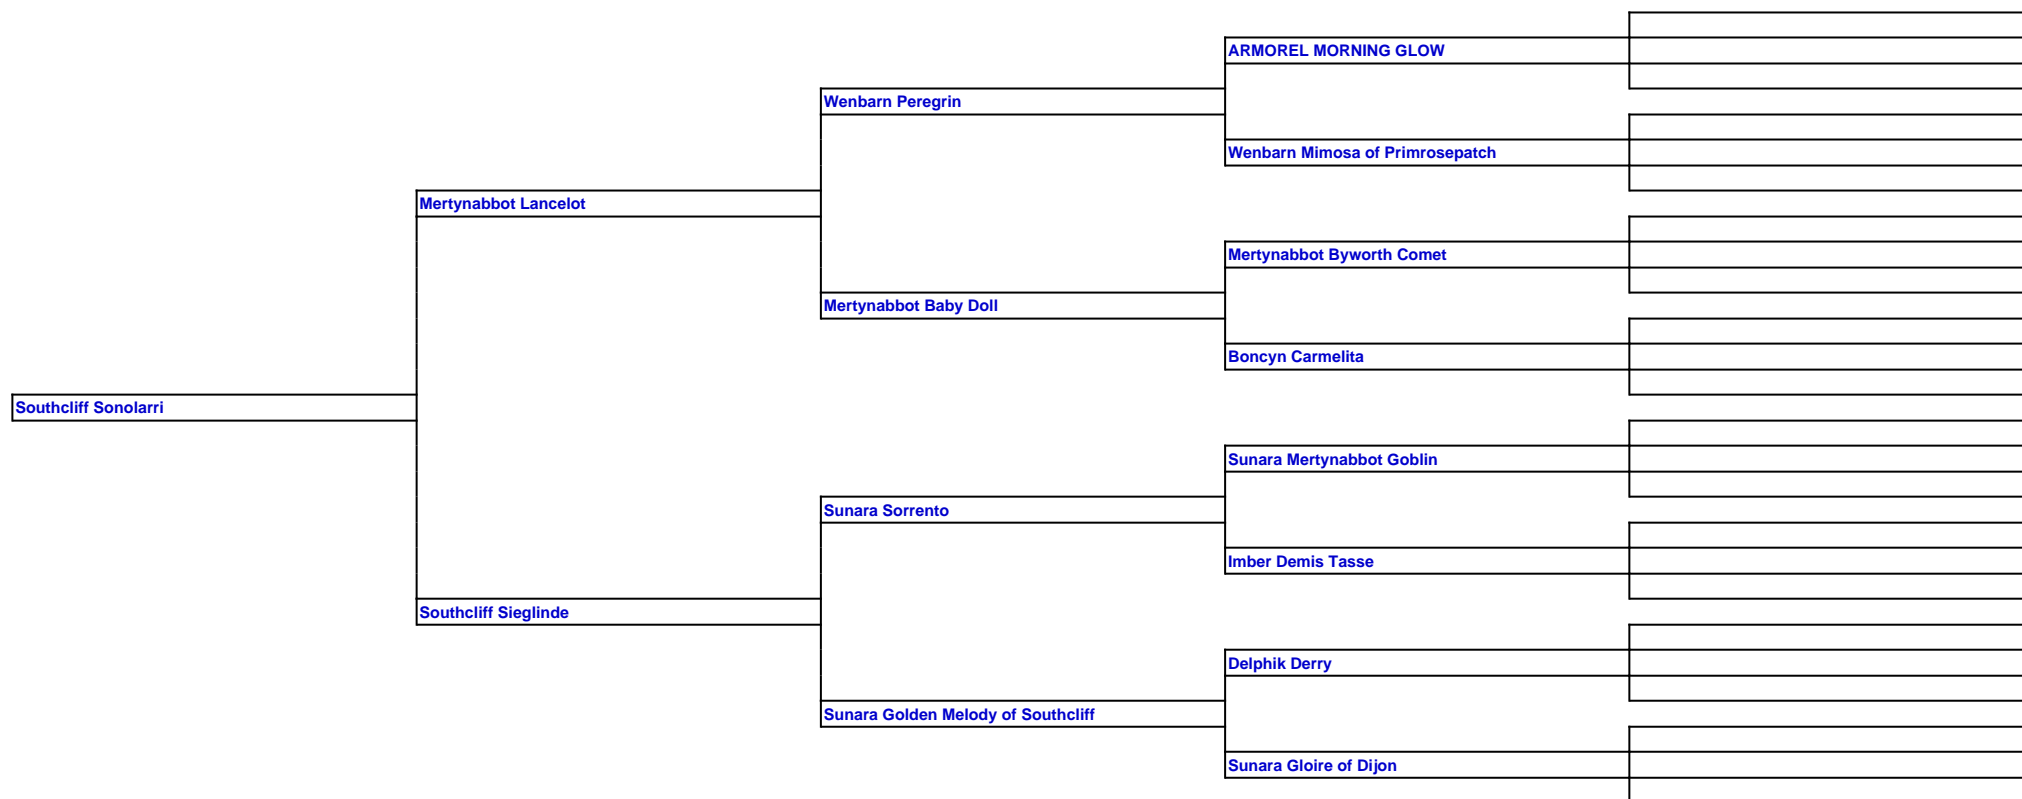 ARMOREL MORNING GLOW
Wenbarn Peregrin
Wenbarn Mimosa of Primrosepatch
Mertynabbot Lancelot
Mertynabbot Byworth Comet
Mertynabbot Baby Doll
Boncyn Carmelita
Southcliff Sonolarri
Sunara Mertynabbot Goblin
Sunara Sorrento
Imber Demis Tasse
Southcliff Sieglinde
Delphik Derry
Sunara Golden Melody of Southcliff
Sunara Gloire of Dijon